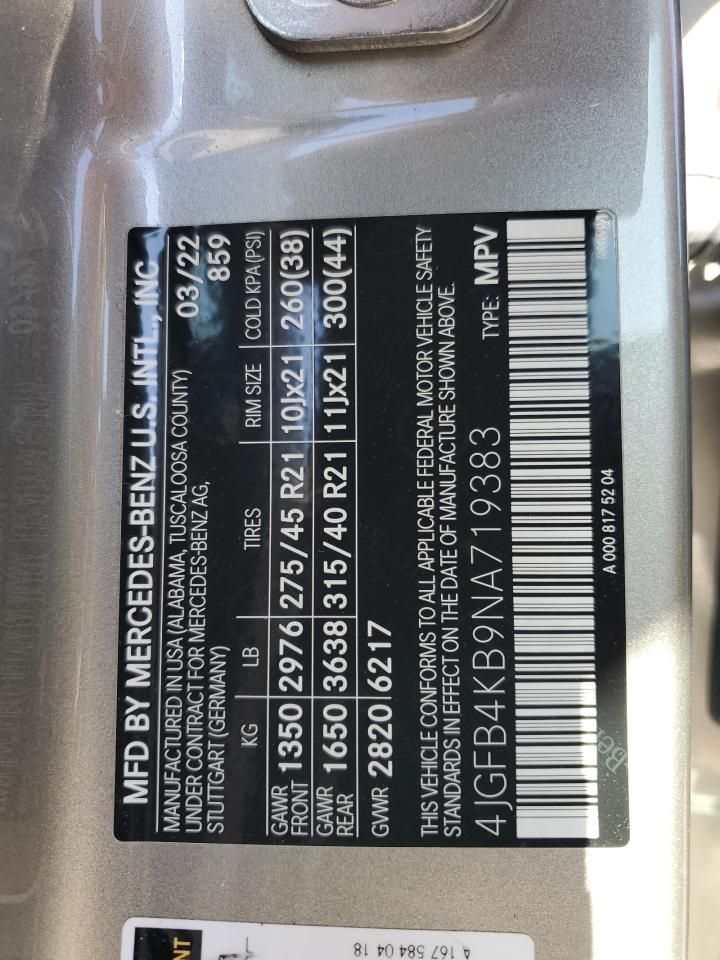 MFD BY MERCEDES-BENZ U.S. INTL., INC
MANUFACTURED IN USA (ALABAMA, TUSCALOOSA COUNTY) 03/22
UNDER CONTRACT FOR MERCEDES-BENZ AG, 859
STUTTGART (GERMANY)
KG LB TIRES RIM SIZE COLD KPA (PSI)
GAWR FRONT 1350 2976 275/45 R21 10Jx21 260(38)
GAWR REAR 1650 3638 315/40 R21 11Jx21 300(44)
GVWR 2820 6217
THIS VEHICLE CONFORMS TO ALL APPLICABLE FEDERAL MOTOR VEHICLE SAFETY
STANDARDS IN EFFECT ON THE DATE OF MANUFACTURE SHOWN ABOVE.
4JGFB4KB9NA719383 TYPE: MPV
A 000 817 52 04
A 167 584 04 18